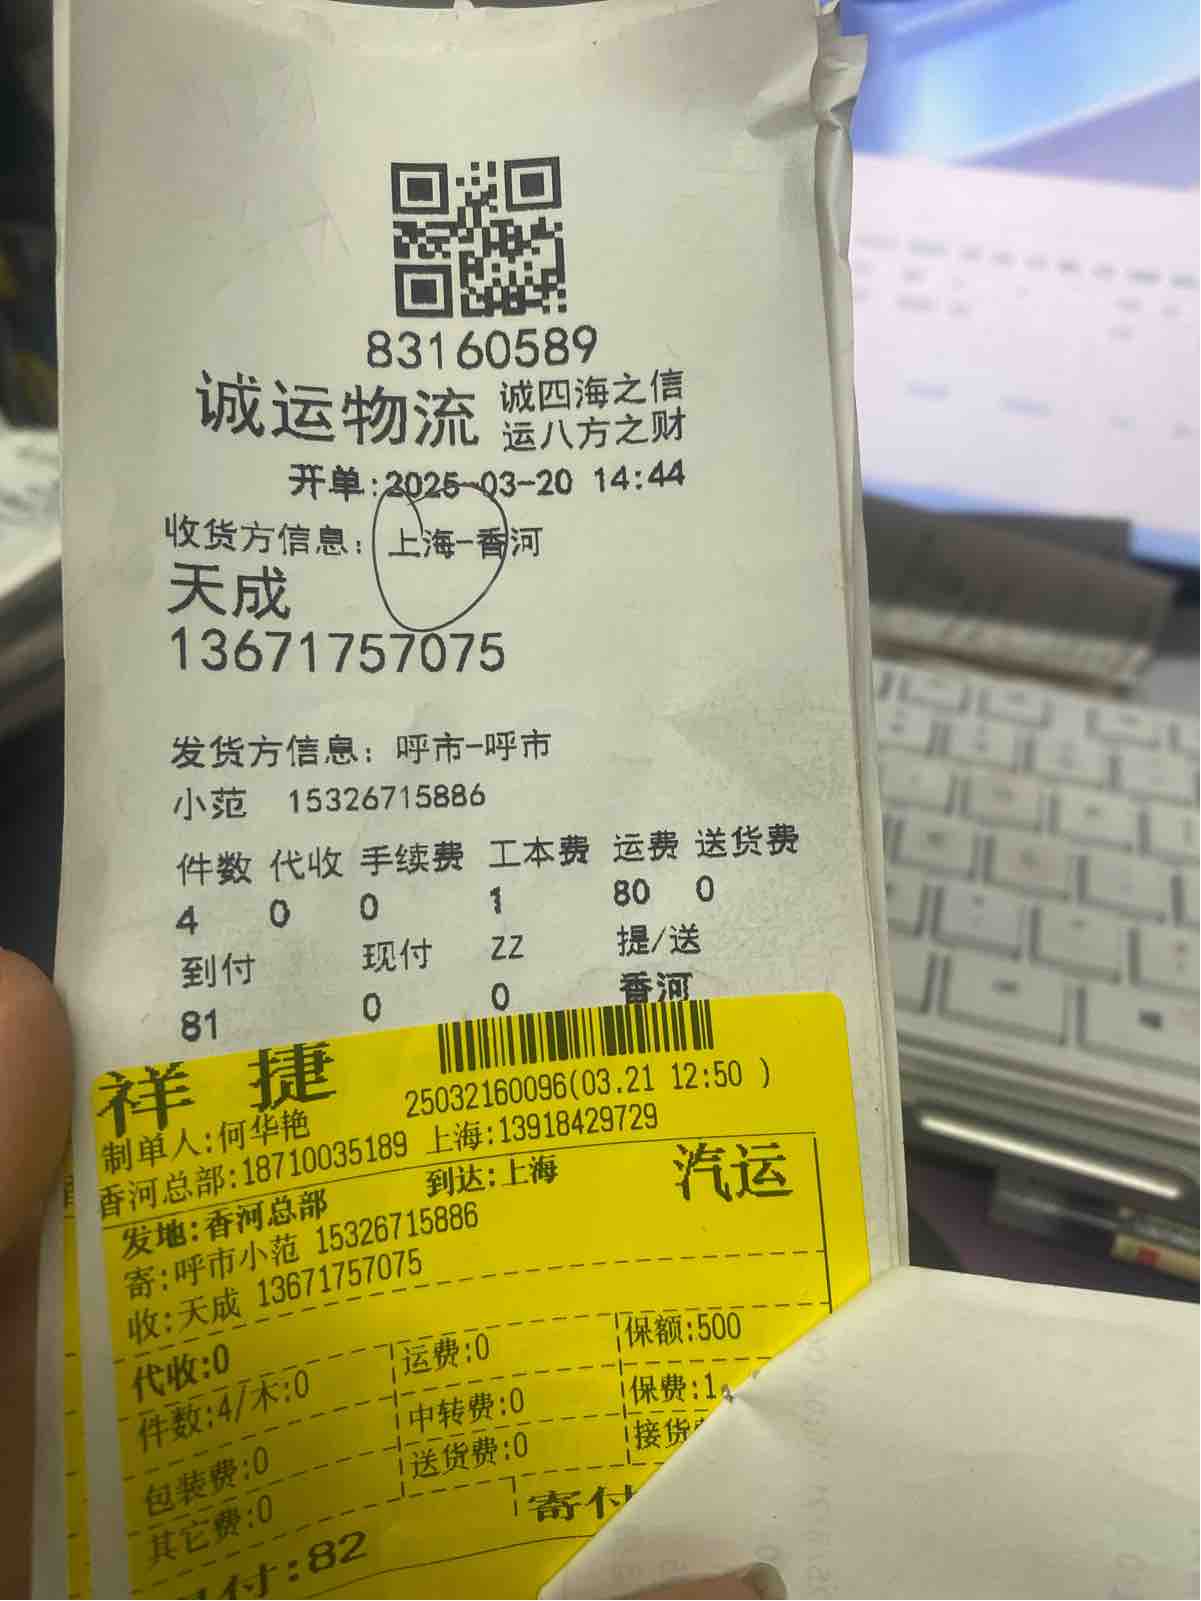 83160589
诚运物流 诚四海之信
运八方之财
开单:2025-03-20 14:44
收货方信息: 上海-香河
天成
13671757075
发货方信息: 呼市-呼市
小范 15326715886
件数 代收 手续费 工本费 运费 送货费
4 0 0 1 80 0
到付 现付 ZZ 提/送
81 0 0 香河
祥 捷
25032160096(03.21 12:50 )
制单人:何华艳
香河总部:18710035189 上海:13918429729
发地:香河总部 到达:上海 汽运
寄:呼市小范 15326715886
收:天成 13671757075
代收:0 运费:0 保额:500
件数:4/木:0 中转费:0 保费:1
包装费:0 送货费:0 接货
其它费:0 寄付
付:82